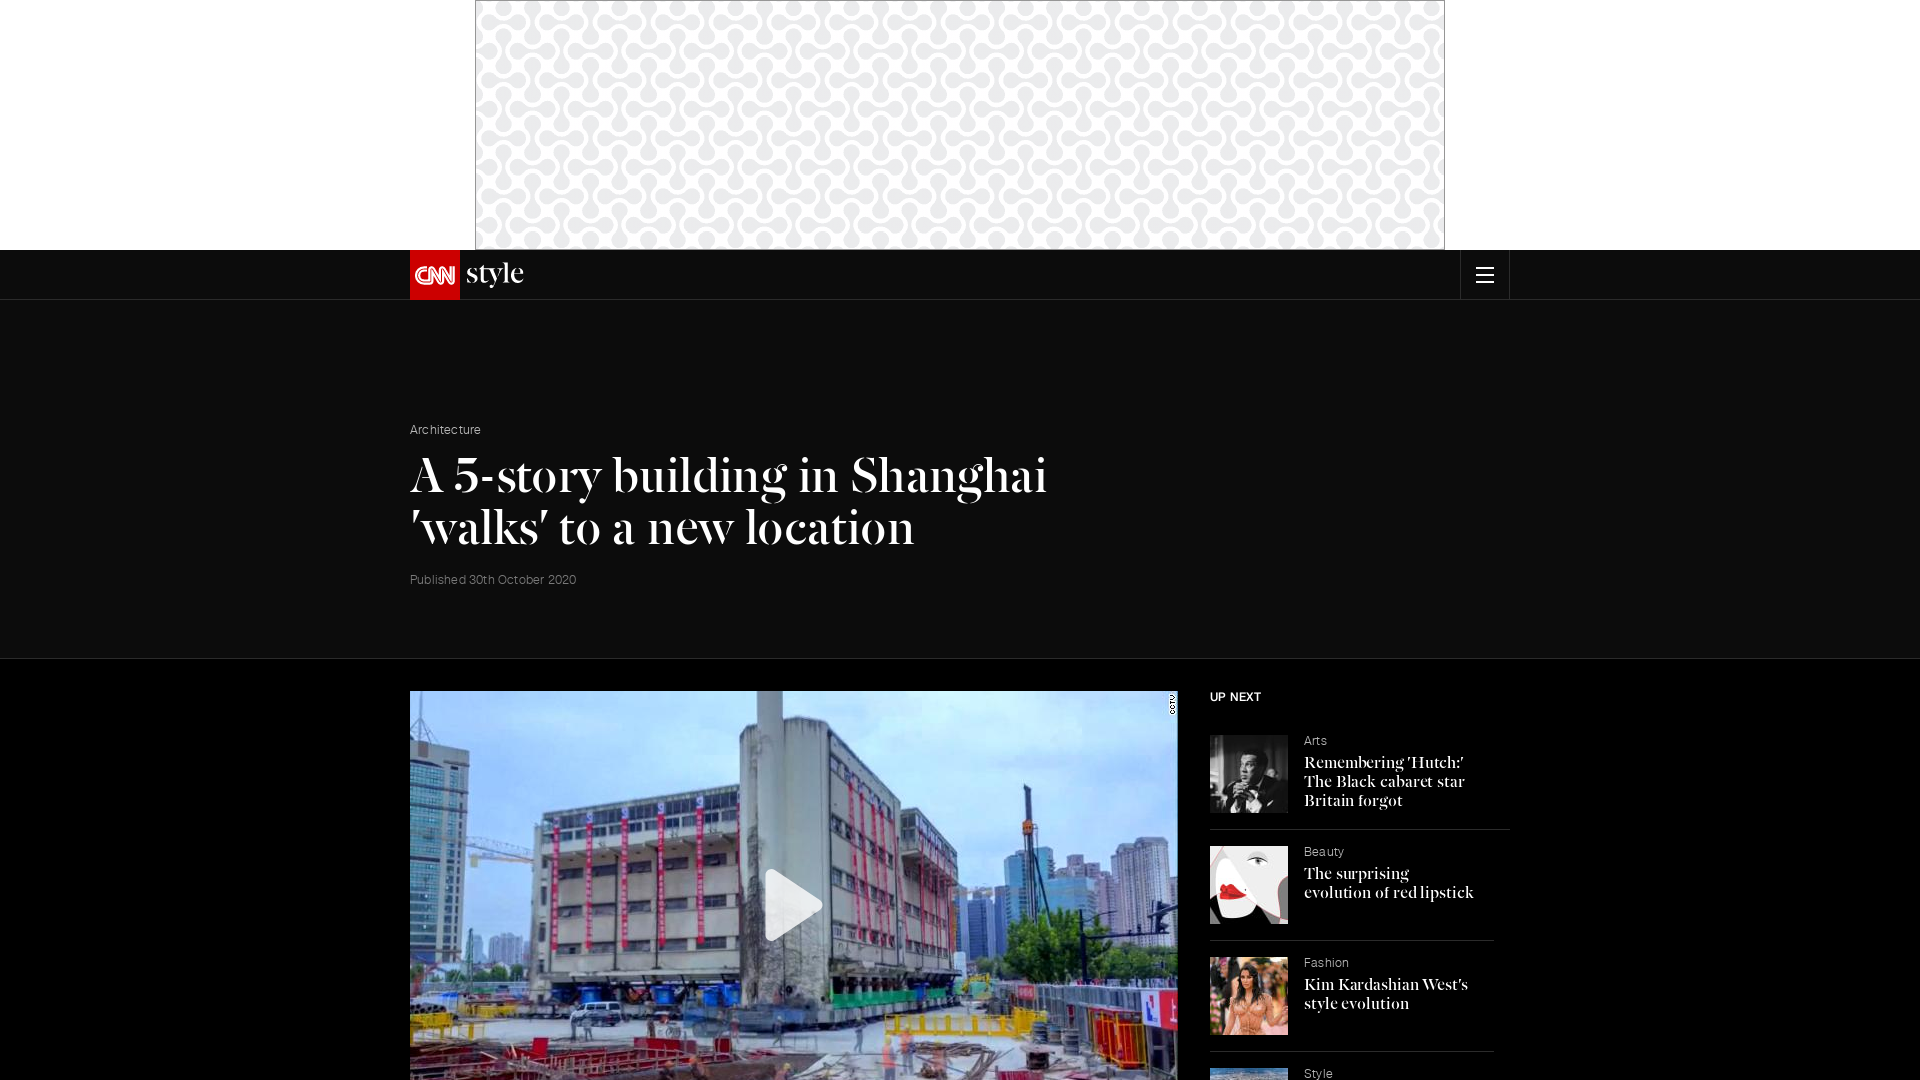 CNN style
Architecture
A 5-story building in Shanghai
'walks' to a new location
Published 30th October 2020
CCTV
UP NEXT
Arts
Remembering 'Hutch:'
The Black cabaret star
Britain forgot
Beauty
The surprising
evolution of red lipstick
Fashion
Kim Kardashian West's
style evolution
Style